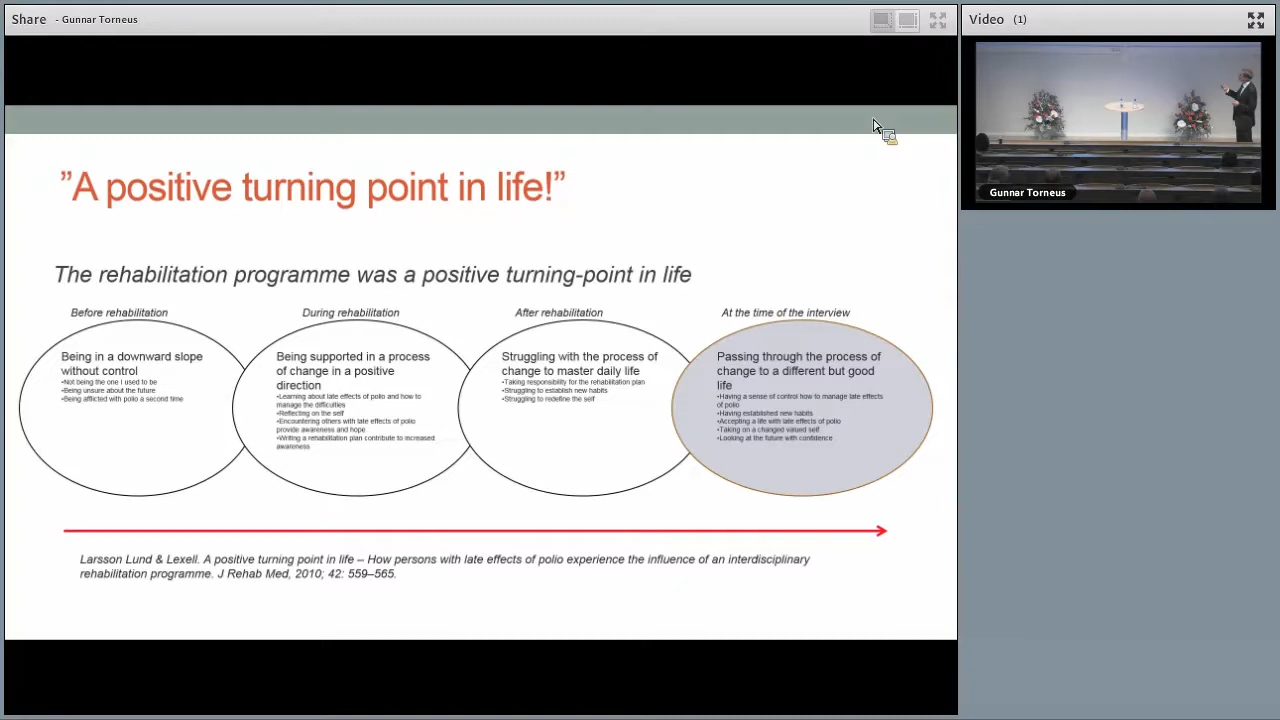 Share - Gunnar Torneus
Video (1)
Gunnar Torneus
”A positive turning point in life!”
The rehabilitation programme was a positive turning-point in life
Before rehabilitation
Being in a downward slope
without control
•Not being the one I used to be
•Being unsure about the future
•Being afflicted with polio a second time
During rehabilitation
Being supported in a process
of change in a positive
direction
•Learning about late effects of polio and how to
manage the difficulties
•Reflecting on the self
•Encountering others with late effects of polio
provide awareness and hope
•Writing a rehabilitation plan contribute to increased
awareness
After rehabilitation
Struggling with the process of
change to master daily life
•Taking responsibility for the rehabilitation plan
•Struggling to establish new habits
•Struggling to redefine the self
At the time of the interview
Passing through the process of
change to a different but good
life
•Having a sense of control how to manage late effects
of polio
•Having established new habits
•Accepting a life with late effects of polio
•Taking on a changed valued self
•Looking at the future with confidence
Larsson Lund & Lexell. A positive turning point in life – How persons with late effects of polio experience the influence of an interdisciplinary
rehabilitation programme. J Rehab Med, 2010; 42: 559–565.